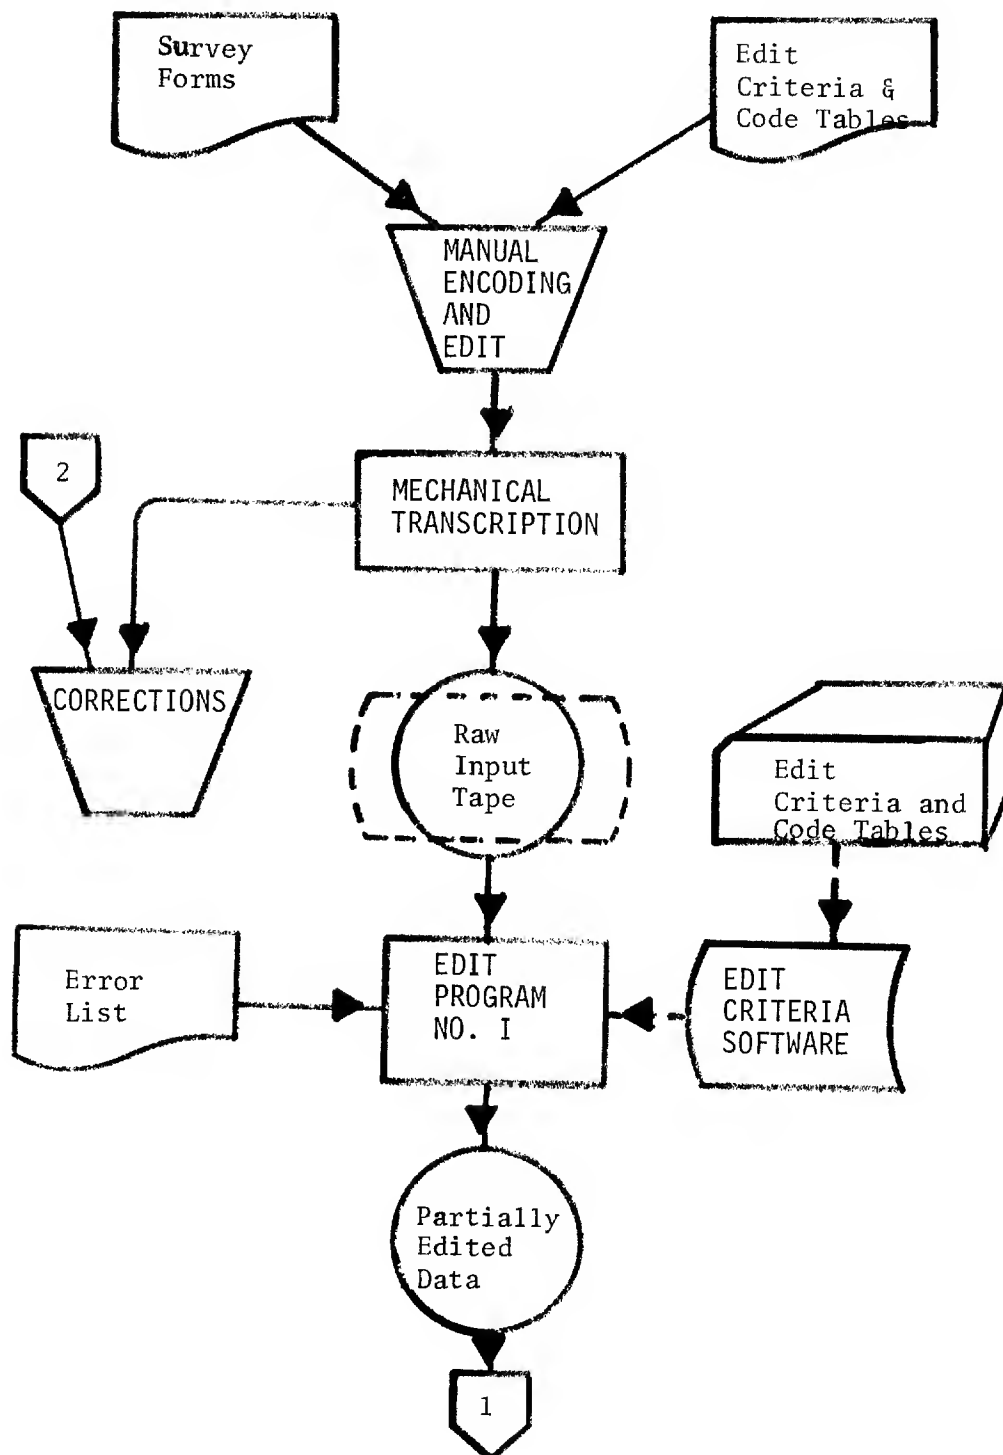 Survey
Forms
Edit
Criteria &
Code Tables
MANUAL
ENCODING
AND
EDIT
2
MECHANICAL
TRANSCRIPTION
CORRECTIONS
Raw
Input
Tape
Edit
Criteria and
Code Tables
Error
List
EDIT
PROGRAM
NO. I
EDIT
CRITERIA
SOFTWARE
Partially
Edited
Data
1